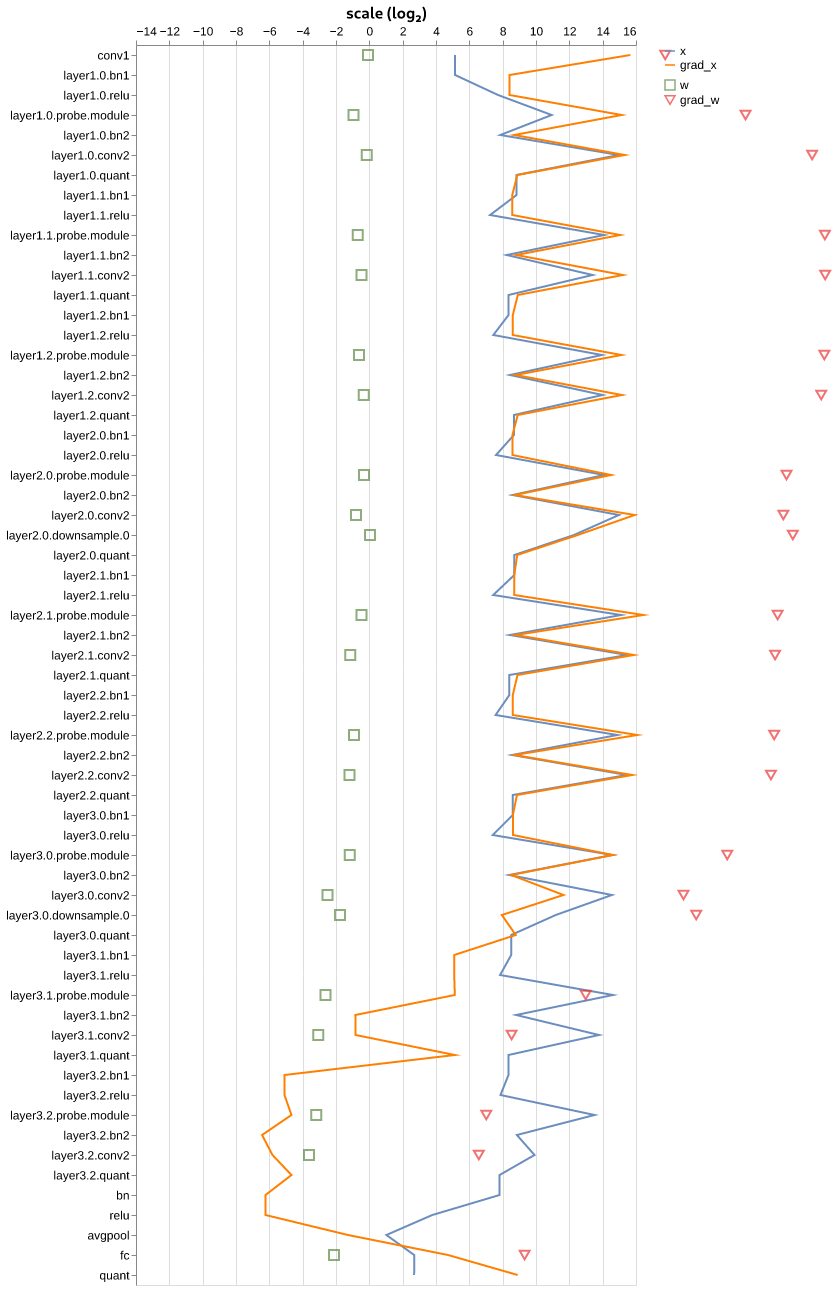 scale (log₂)
−14 −12 −10 −8 −6 −4 −2 0 2 4 6 8 10 12 14 16
x
grad_x
w
grad_w
conv1
layer1.0.bn1
layer1.0.relu
layer1.0.probe.module
layer1.0.bn2
layer1.0.conv2
layer1.0.quant
layer1.1.bn1
layer1.1.relu
layer1.1.probe.module
layer1.1.bn2
layer1.1.conv2
layer1.1.quant
layer1.2.bn1
layer1.2.relu
layer1.2.probe.module
layer1.2.bn2
layer1.2.conv2
layer1.2.quant
layer2.0.bn1
layer2.0.relu
layer2.0.probe.module
layer2.0.bn2
layer2.0.conv2
layer2.0.downsample.0
layer2.0.quant
layer2.1.bn1
layer2.1.relu
layer2.1.probe.module
layer2.1.bn2
layer2.1.conv2
layer2.1.quant
layer2.2.bn1
layer2.2.relu
layer2.2.probe.module
layer2.2.bn2
layer2.2.conv2
layer2.2.quant
layer3.0.bn1
layer3.0.relu
layer3.0.probe.module
layer3.0.bn2
layer3.0.conv2
layer3.0.downsample.0
layer3.0.quant
layer3.1.bn1
layer3.1.relu
layer3.1.probe.module
layer3.1.bn2
layer3.1.conv2
layer3.1.quant
layer3.2.bn1
layer3.2.relu
layer3.2.probe.module
layer3.2.bn2
layer3.2.conv2
layer3.2.quant
bn
relu
avgpool
fc
quant